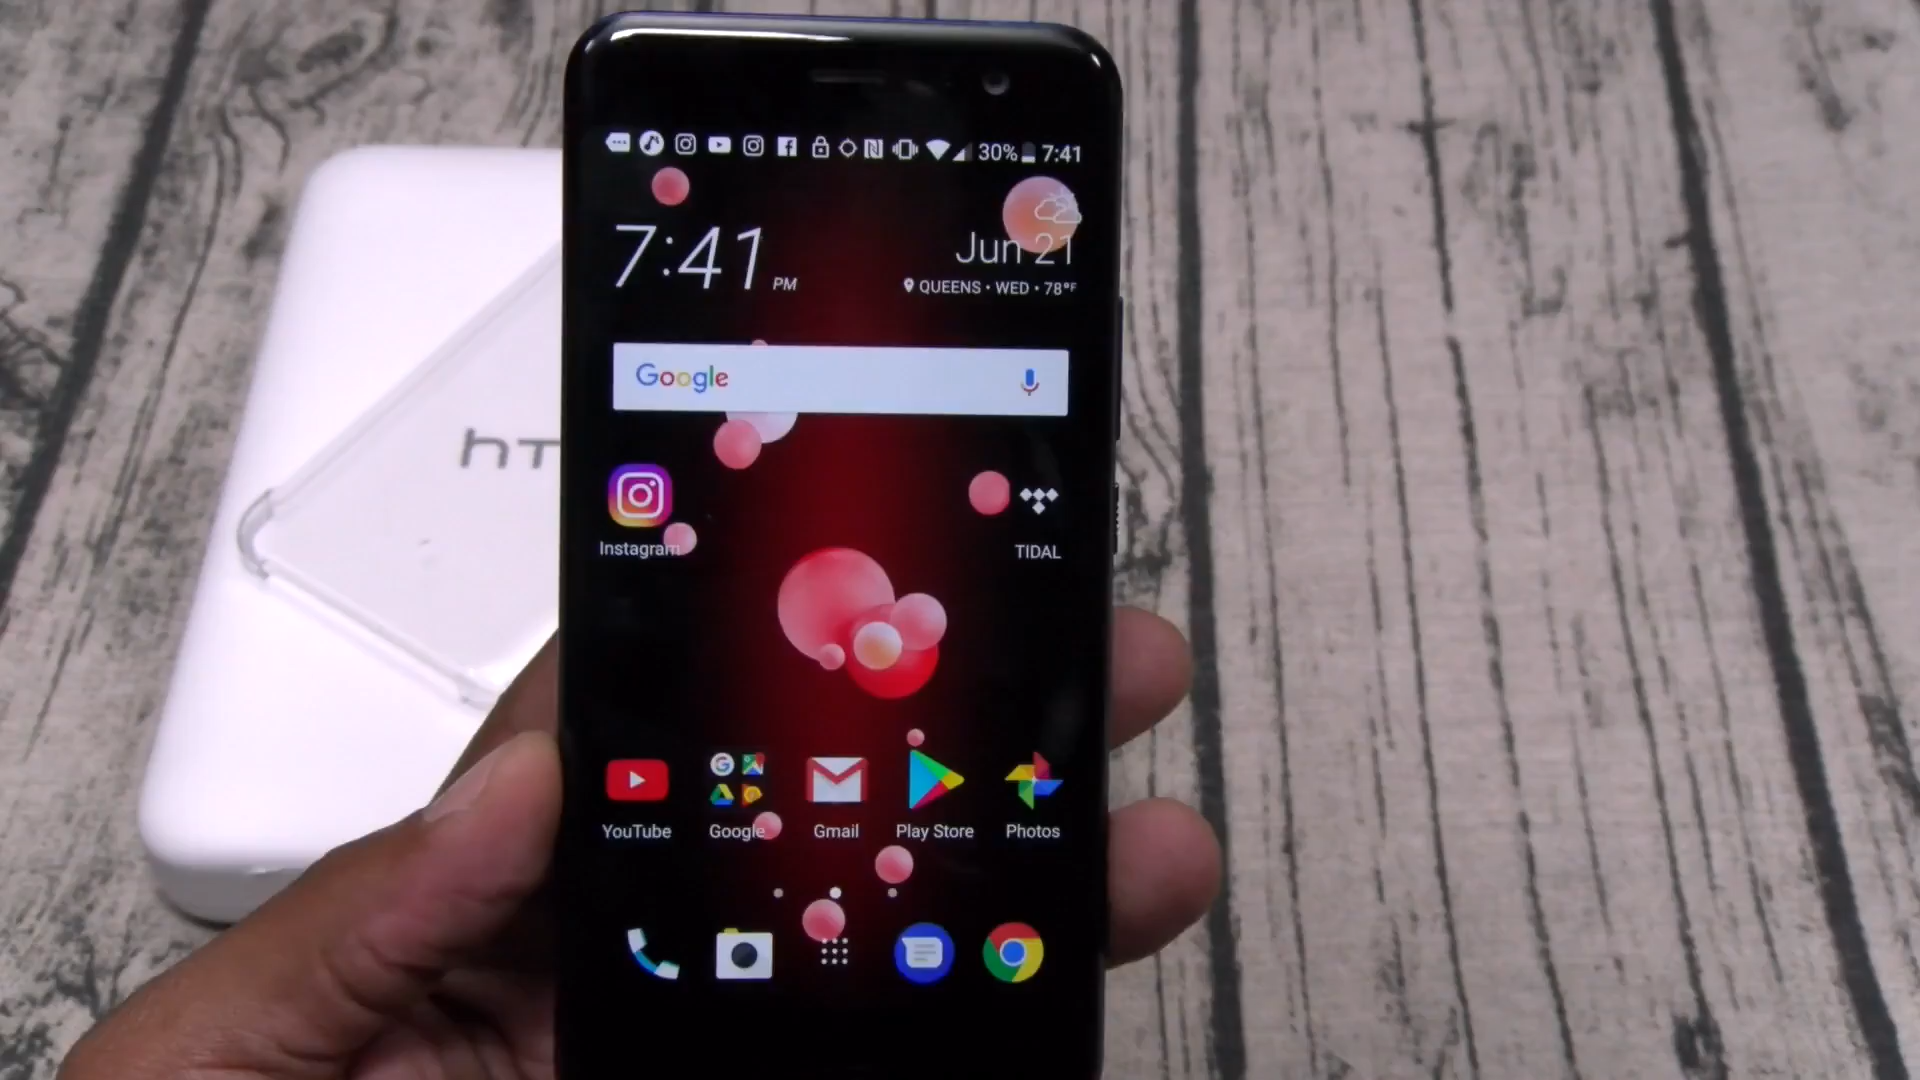 30% 7:41
7:41 PM
Jun 21
QUEENS • WED • 78°F
Google
hT
Instagram
TIDAL
YouTube
Google
Gmail
Play Store
Photos